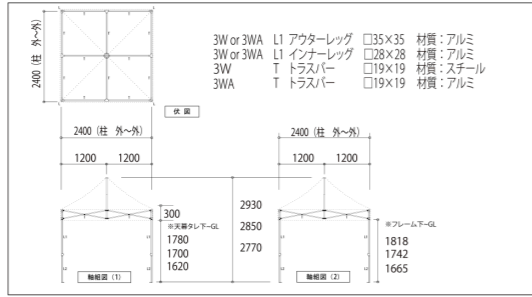 3W or 3WA L1 アウターレッグ □35×35 材質：アルミ
3W or 3WA L1 インナーレッグ □28×28 材質：アルミ
3W T トラスバー □19×19 材質：スチール
3WA T トラスバー □19×19 材質：アルミ
2400 (柱 外〜外)
伏 図
2400 (柱 外〜外)
1200 1200
300
※天幕タレ下~GL
1780
1700
1620
軸組図 (1)
2930
2850
2770
2400 (柱 外〜外)
1200 1200
※フレーム下~GL
1818
1742
1665
軸組図 (2)